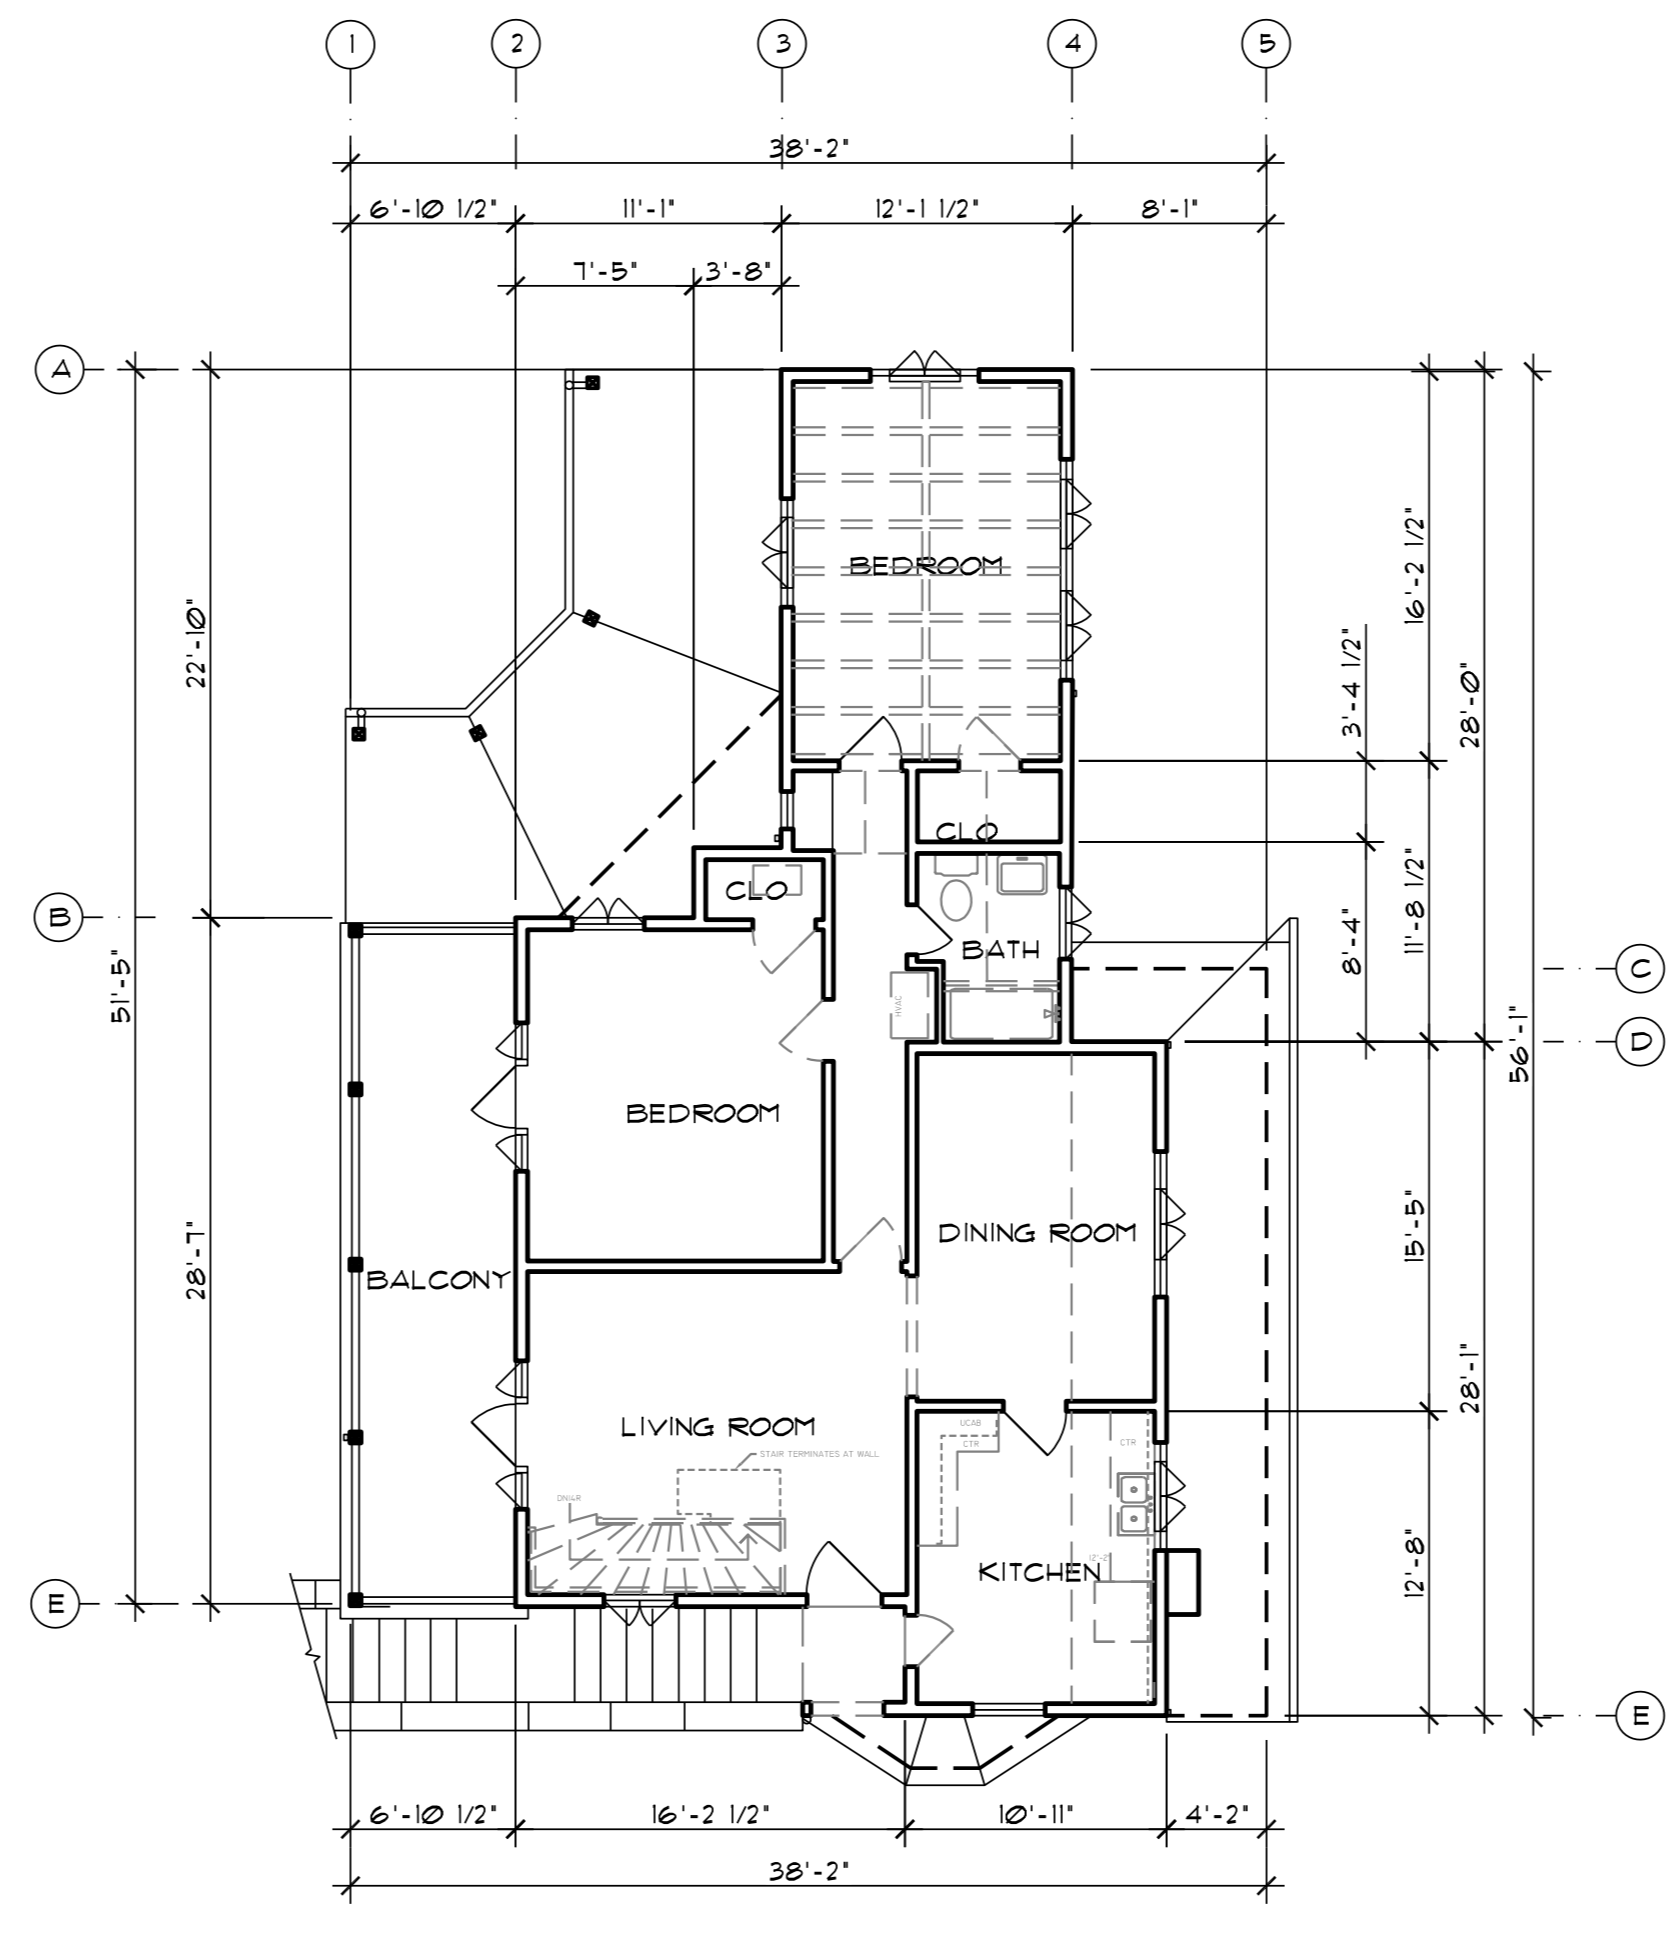 1 2 3 4 5
38'-2"
6'-10 1/2" 11'-1" 12'-1 1/2" 8'-1"
7'-5" 3'-8"
A
16'-2 1/2"
BEDROOM
22'-10"
3'-4 1/2"
28'-0"
CLO
CLO
B
11'-8 1/2"
BATH
8'-4"
C
51'-5"
HVAC
D
56'-1"
BEDROOM
DINING ROOM
15'-5"
28'-7"
BALCONY
28'-1"
LIVING ROOM
UCAB
CTR
CTR
STAIR TERMINATES AT WALL
DN14R
12'-2"
KITCHEN
12'-8"
E
E
6'-10 1/2" 16'-2 1/2" 10'-11" 4'-2"
38'-2"